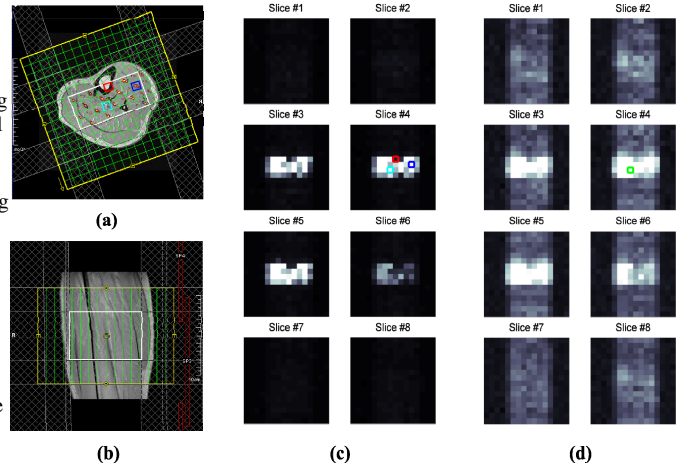 Slice #1
Slice #2
Slice #1
Slice #2
g
Slice #3
Slice #4
Slice #3
Slice #4
g
(a)
Slice #5
Slice #6
Slice #5
Slice #6
R
Slice #7
Slice #8
Slice #7
Slice #8
e
(b)
(c)
(d)